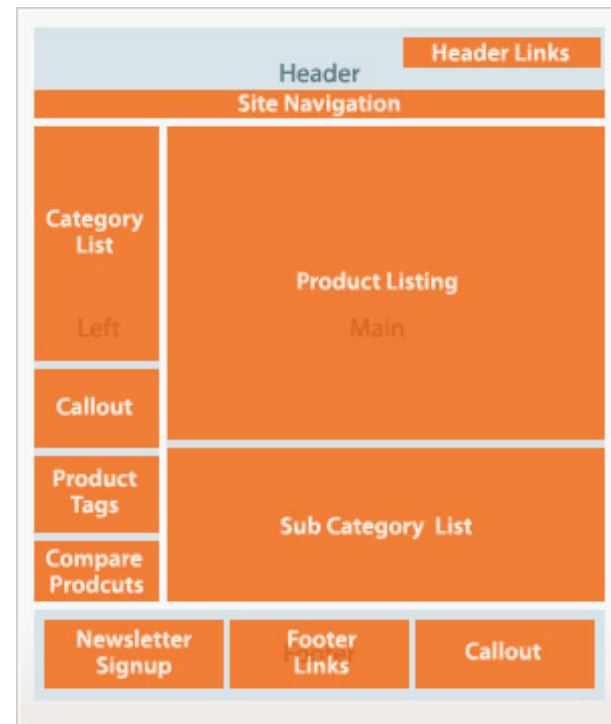 Header Links
Header
Site Navigation
Category
List
Left
Product Listing
Main
Callout
Product
Tags
Compare
Prodcuts
Sub Category List
Newsletter
Signup
Footer
Links
Footer
Callout